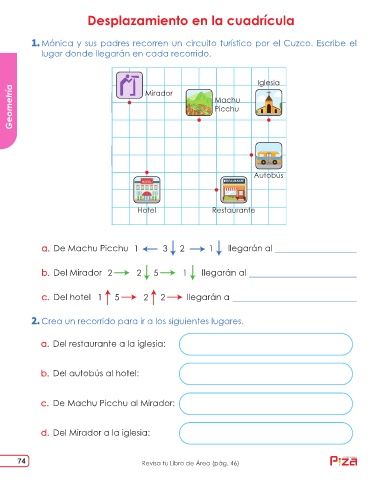 Desplazamiento en la cuadrícula
1. Mónica y sus padres recorren un circuito turístico por el Cuzco. Escribe el
lugar donde llegarán en cada recorrido.
Geometría
Iglesia
Mirador
Machu
Picchu
Autobús
Hotel
Restaurante
a. De Machu Picchu 1 ← 3 ↓ 2 → 1 ↓ llegarán al
b. Del Mirador 2 → 2 ↓ 5 → 1 ↓ llegarán al
c. Del hotel 1 ↑ 5 → 2 ↑ 2 → llegarán a
2. Crea un recorrido para ir a los siguientes lugares.
a. Del restaurante a la iglesia:
b. Del autobús al hotel:
c. De Machu Picchu al Mirador:
d. Del Mirador a la iglesia:
74
Revisa tu Libro de Área (pág. 46)